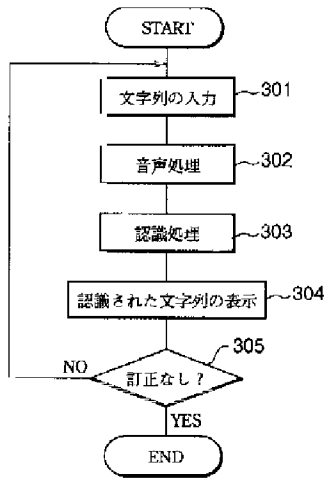 START
文字列の入力
301
音声処理
302
認識処理
303
認識された文字列の表示
304
305
訂正なし?
NO
YES
END